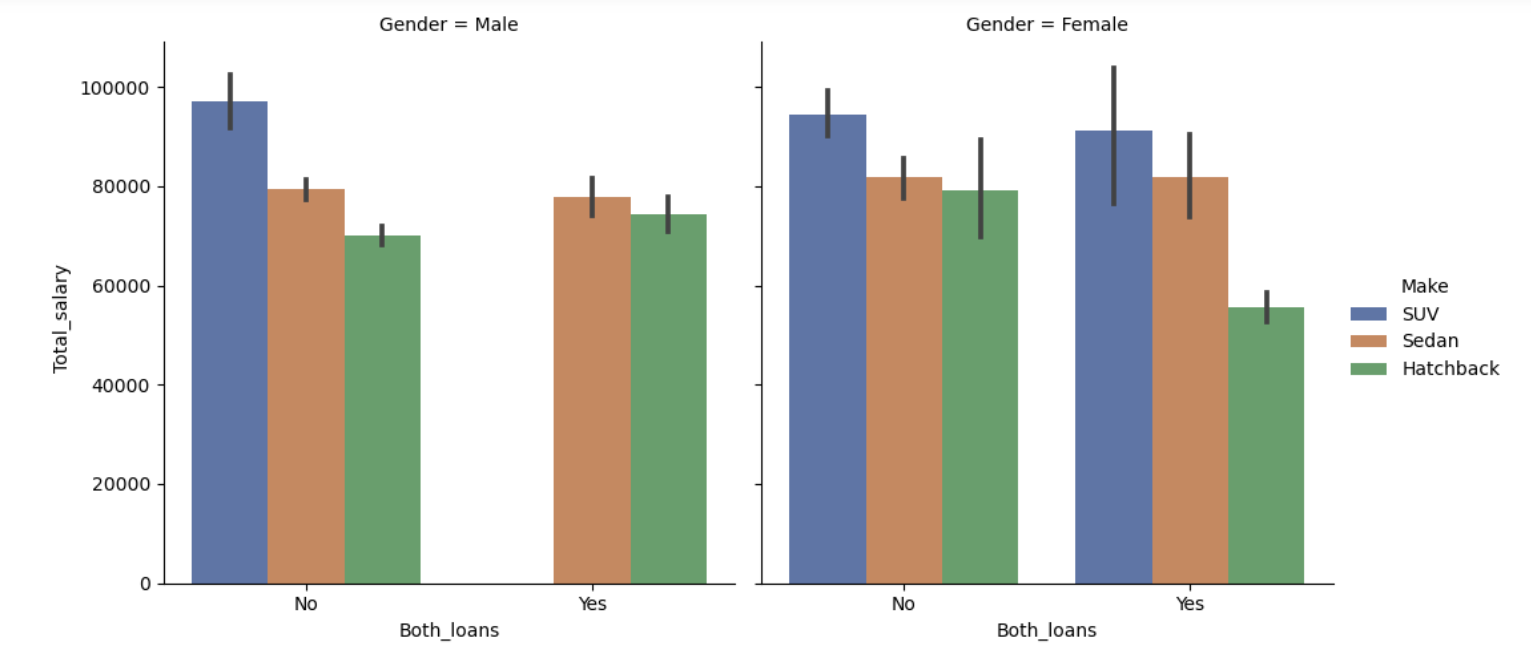 Gender = Male
Gender = Female
100000
80000
60000
40000
20000
0
Total_salary
No
Yes
Both_loans
No
Yes
Both_loans
Make
SUV
Sedan
Hatchback